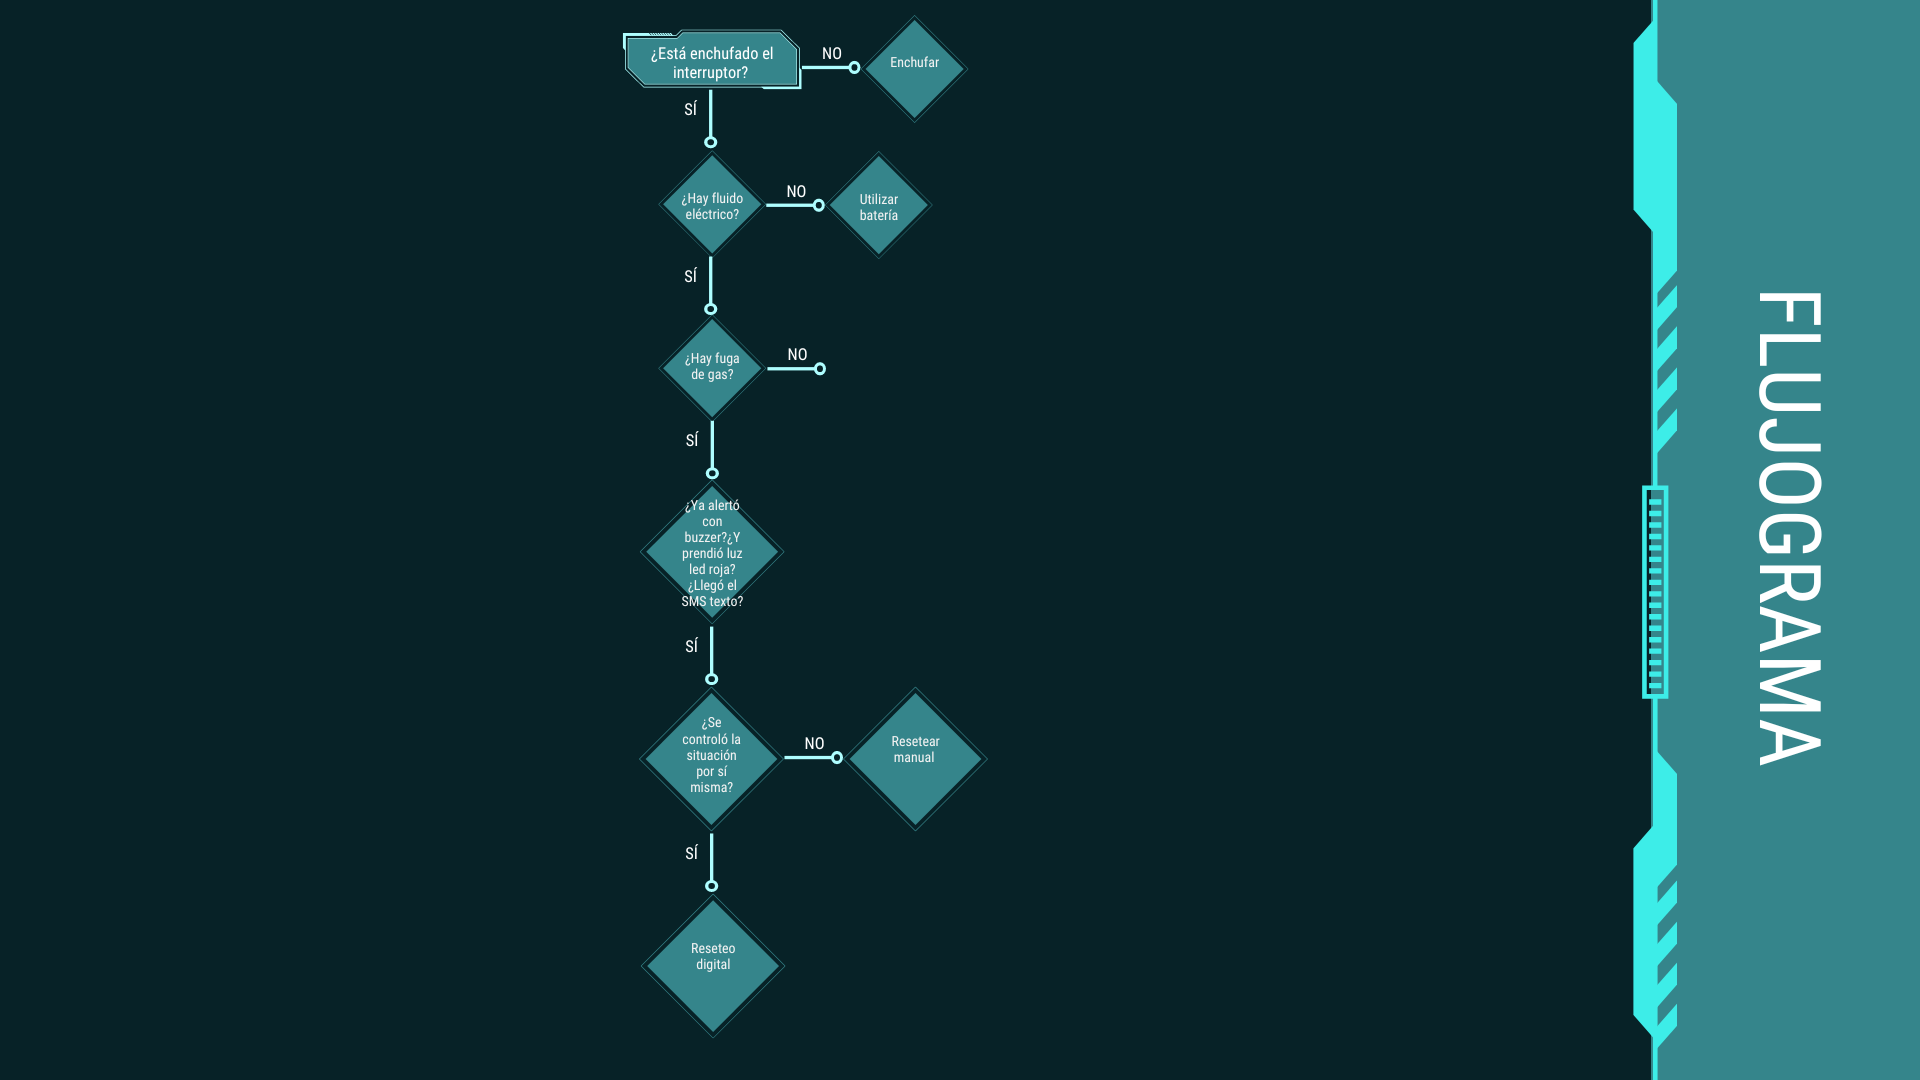 ¿Está enchufado el
interruptor?
NO
Enchufar
SÍ
¿Hay fluido
eléctrico?
NO
Utilizar
batería
SÍ
¿Hay fuga
de gas?
NO
SÍ
¿Ya alertó
con
buzzer?¿Y
prendió luz
led roja?
¿Llegó el
SMS texto?
SÍ
¿Se
controló la
situación
por sí
misma?
NO
Resetear
manual
SÍ
Reseteo
digital
FLUJOGRAMA